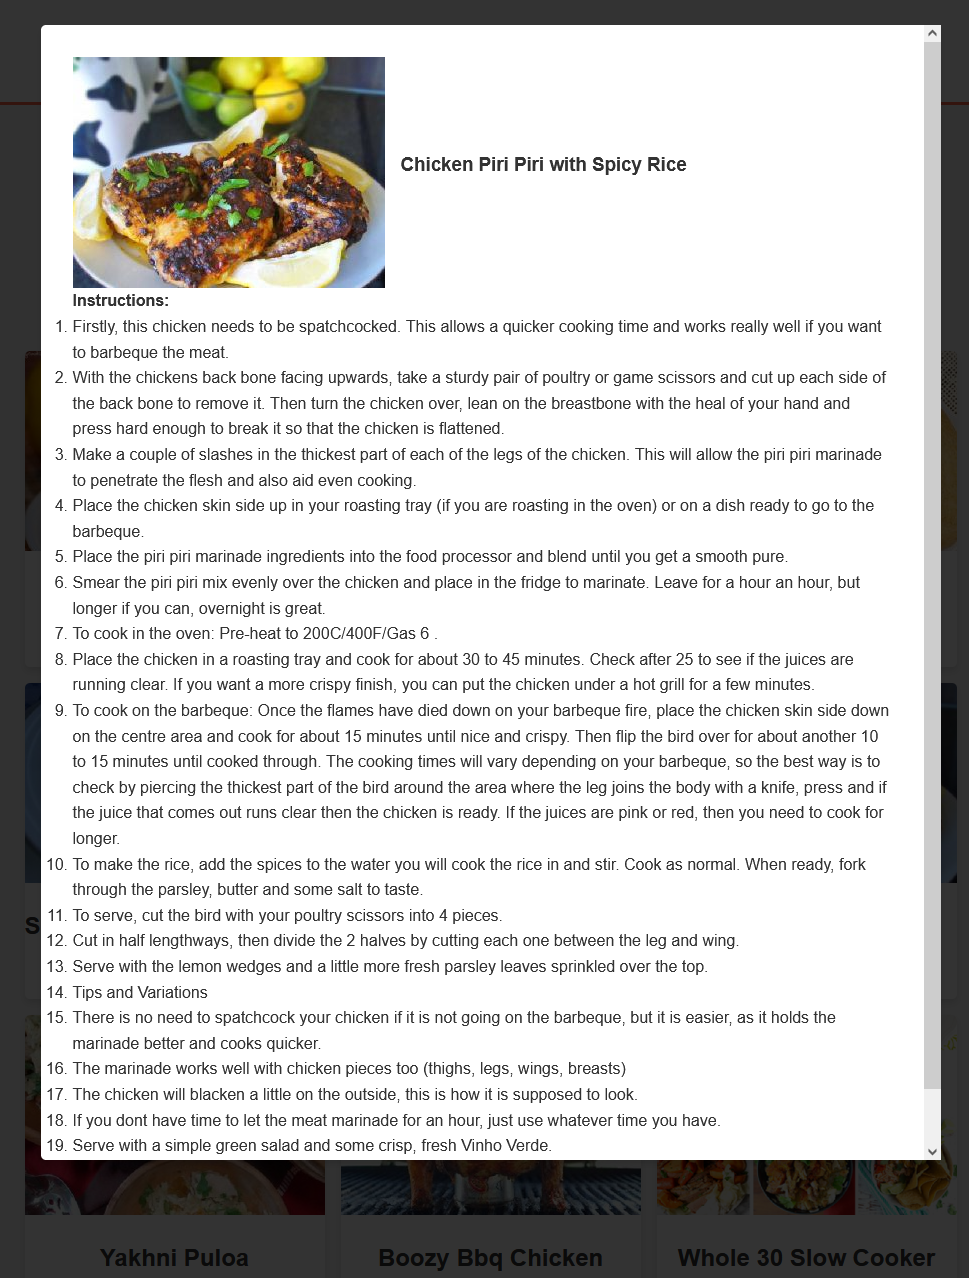 Chicken Piri Piri with Spicy Rice
Instructions:
1. Firstly, this chicken needs to be spatchcocked. This allows a quicker cooking time and works really well if you want
to barbeque the meat.
2. With the chickens back bone facing upwards, take a sturdy pair of poultry or game scissors and cut up each side of
the back bone to remove it. Then turn the chicken over, lean on the breastbone with the heal of your hand and
press hard enough to break it so that the chicken is flattened.
3. Make a couple of slashes in the thickest part of each of the legs of the chicken. This will allow the piri piri marinade
to penetrate the flesh and also aid even cooking.
4. Place the chicken skin side up in your roasting tray (if you are roasting in the oven) or on a dish ready to go to the
barbeque.
5. Place the piri piri marinade ingredients into the food processor and blend until you get a smooth pure.
6. Smear the piri piri mix evenly over the chicken and place in the fridge to marinate. Leave for a hour an hour, but
longer if you can, overnight is great.
7. To cook in the oven: Pre-heat to 200C/400F/Gas 6 .
8. Place the chicken in a roasting tray and cook for about 30 to 45 minutes. Check after 25 to see if the juices are
running clear. If you want a more crispy finish, you can put the chicken under a hot grill for a few minutes.
9. To cook on the barbeque: Once the flames have died down on your barbeque fire, place the chicken skin side down
on the centre area and cook for about 15 minutes until nice and crispy. Then flip the bird over for about another 10
to 15 minutes until cooked through. The cooking times will vary depending on your barbeque, so the best way is to
check by piercing the thickest part of the bird around the area where the leg joins the body with a knife, press and if
the juice that comes out runs clear then the chicken is ready. If the juices are pink or red, then you need to cook for
longer.
10. To make the rice, add the spices to the water you will cook the rice in and stir. Cook as normal. When ready, fork
through the parsley, butter and some salt to taste.
11. To serve, cut the bird with your poultry scissors into 4 pieces.
12. Cut in half lengthways, then divide the 2 halves by cutting each one between the leg and wing.
13. Serve with the lemon wedges and a little more fresh parsley leaves sprinkled over the top.
14. Tips and Variations
15. There is no need to spatchcock your chicken if it is not going on the barbeque, but it is easier, as it holds the
marinade better and cooks quicker.
16. The marinade works well with chicken pieces too (thighs, legs, wings, breasts)
17. The chicken will blacken a little on the outside, this is how it is supposed to look.
18. If you dont have time to let the meat marinade for an hour, just use whatever time you have.
19. Serve with a simple green salad and some crisp, fresh Vinho Verde.
S
Yakhni Puloa
Boozy Bbq Chicken
Whole 30 Slow Cooker